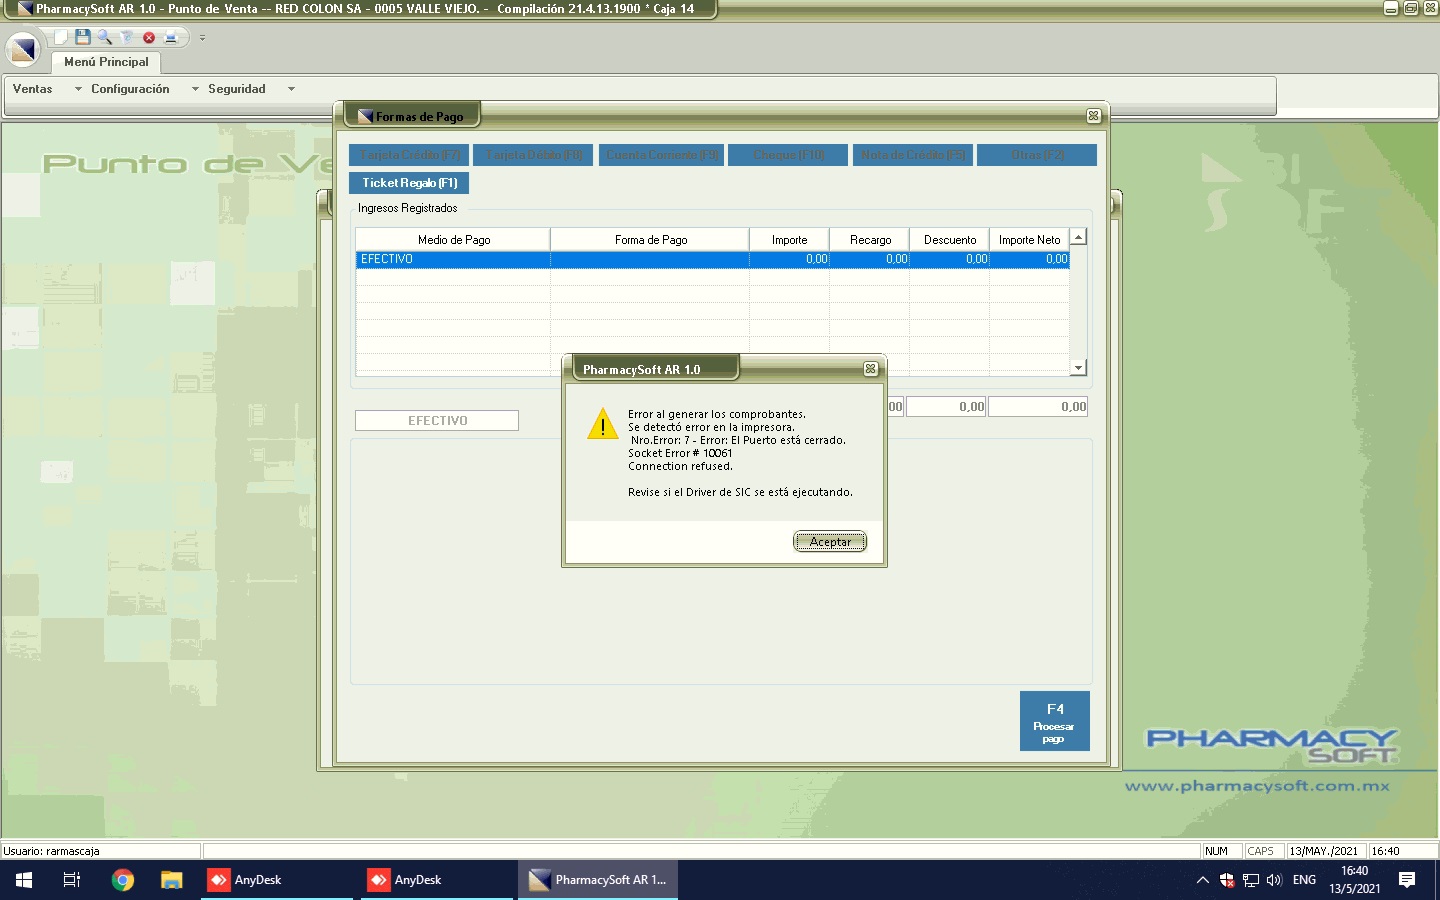 PharmacySoft AR 1.0 - Punto de Venta -- RED COLON SA - 0005 VALLE VIEJO. - Compilación 21.4.13.1900 * Caja 14
Menú Principal
Ventas Configuración Seguridad
Formas de Pago
Punto de Ve
Tarjeta Crédito (F7) Tarjeta Débito (F8) Cuenta Corriente (F9) Cheque (F10) Nota de Crédito (F5) Otras (F2)
Ticket Regalo (F1)
Ingresos Registrados
Medio de Pago Forma de Pago Importe Recargo Descuento Importe Neto
EFECTIVO 0,00 0,00 0,00 0,00
PharmacySoft AR 1.0
Error al generar los comprobantes.
Se detectó error en la impresora.
Nro.Error: 7 - Error: El Puerto está cerrado.
Socket Error # 10061
Connection refused.
Revise si el Driver de SIC se está ejecutando.
Aceptar
EFECTIVO 00 0,00 0,00
F4
Procesar
pago
PHARMACY
SOFT
www.pharmacysoft.com.mx
Usuario: rarmascaja NUM CAPS 13/MAY./2021 16:40
AnyDesk AnyDesk PharmacySoft AR 1... ENG 16:40
13/5/2021